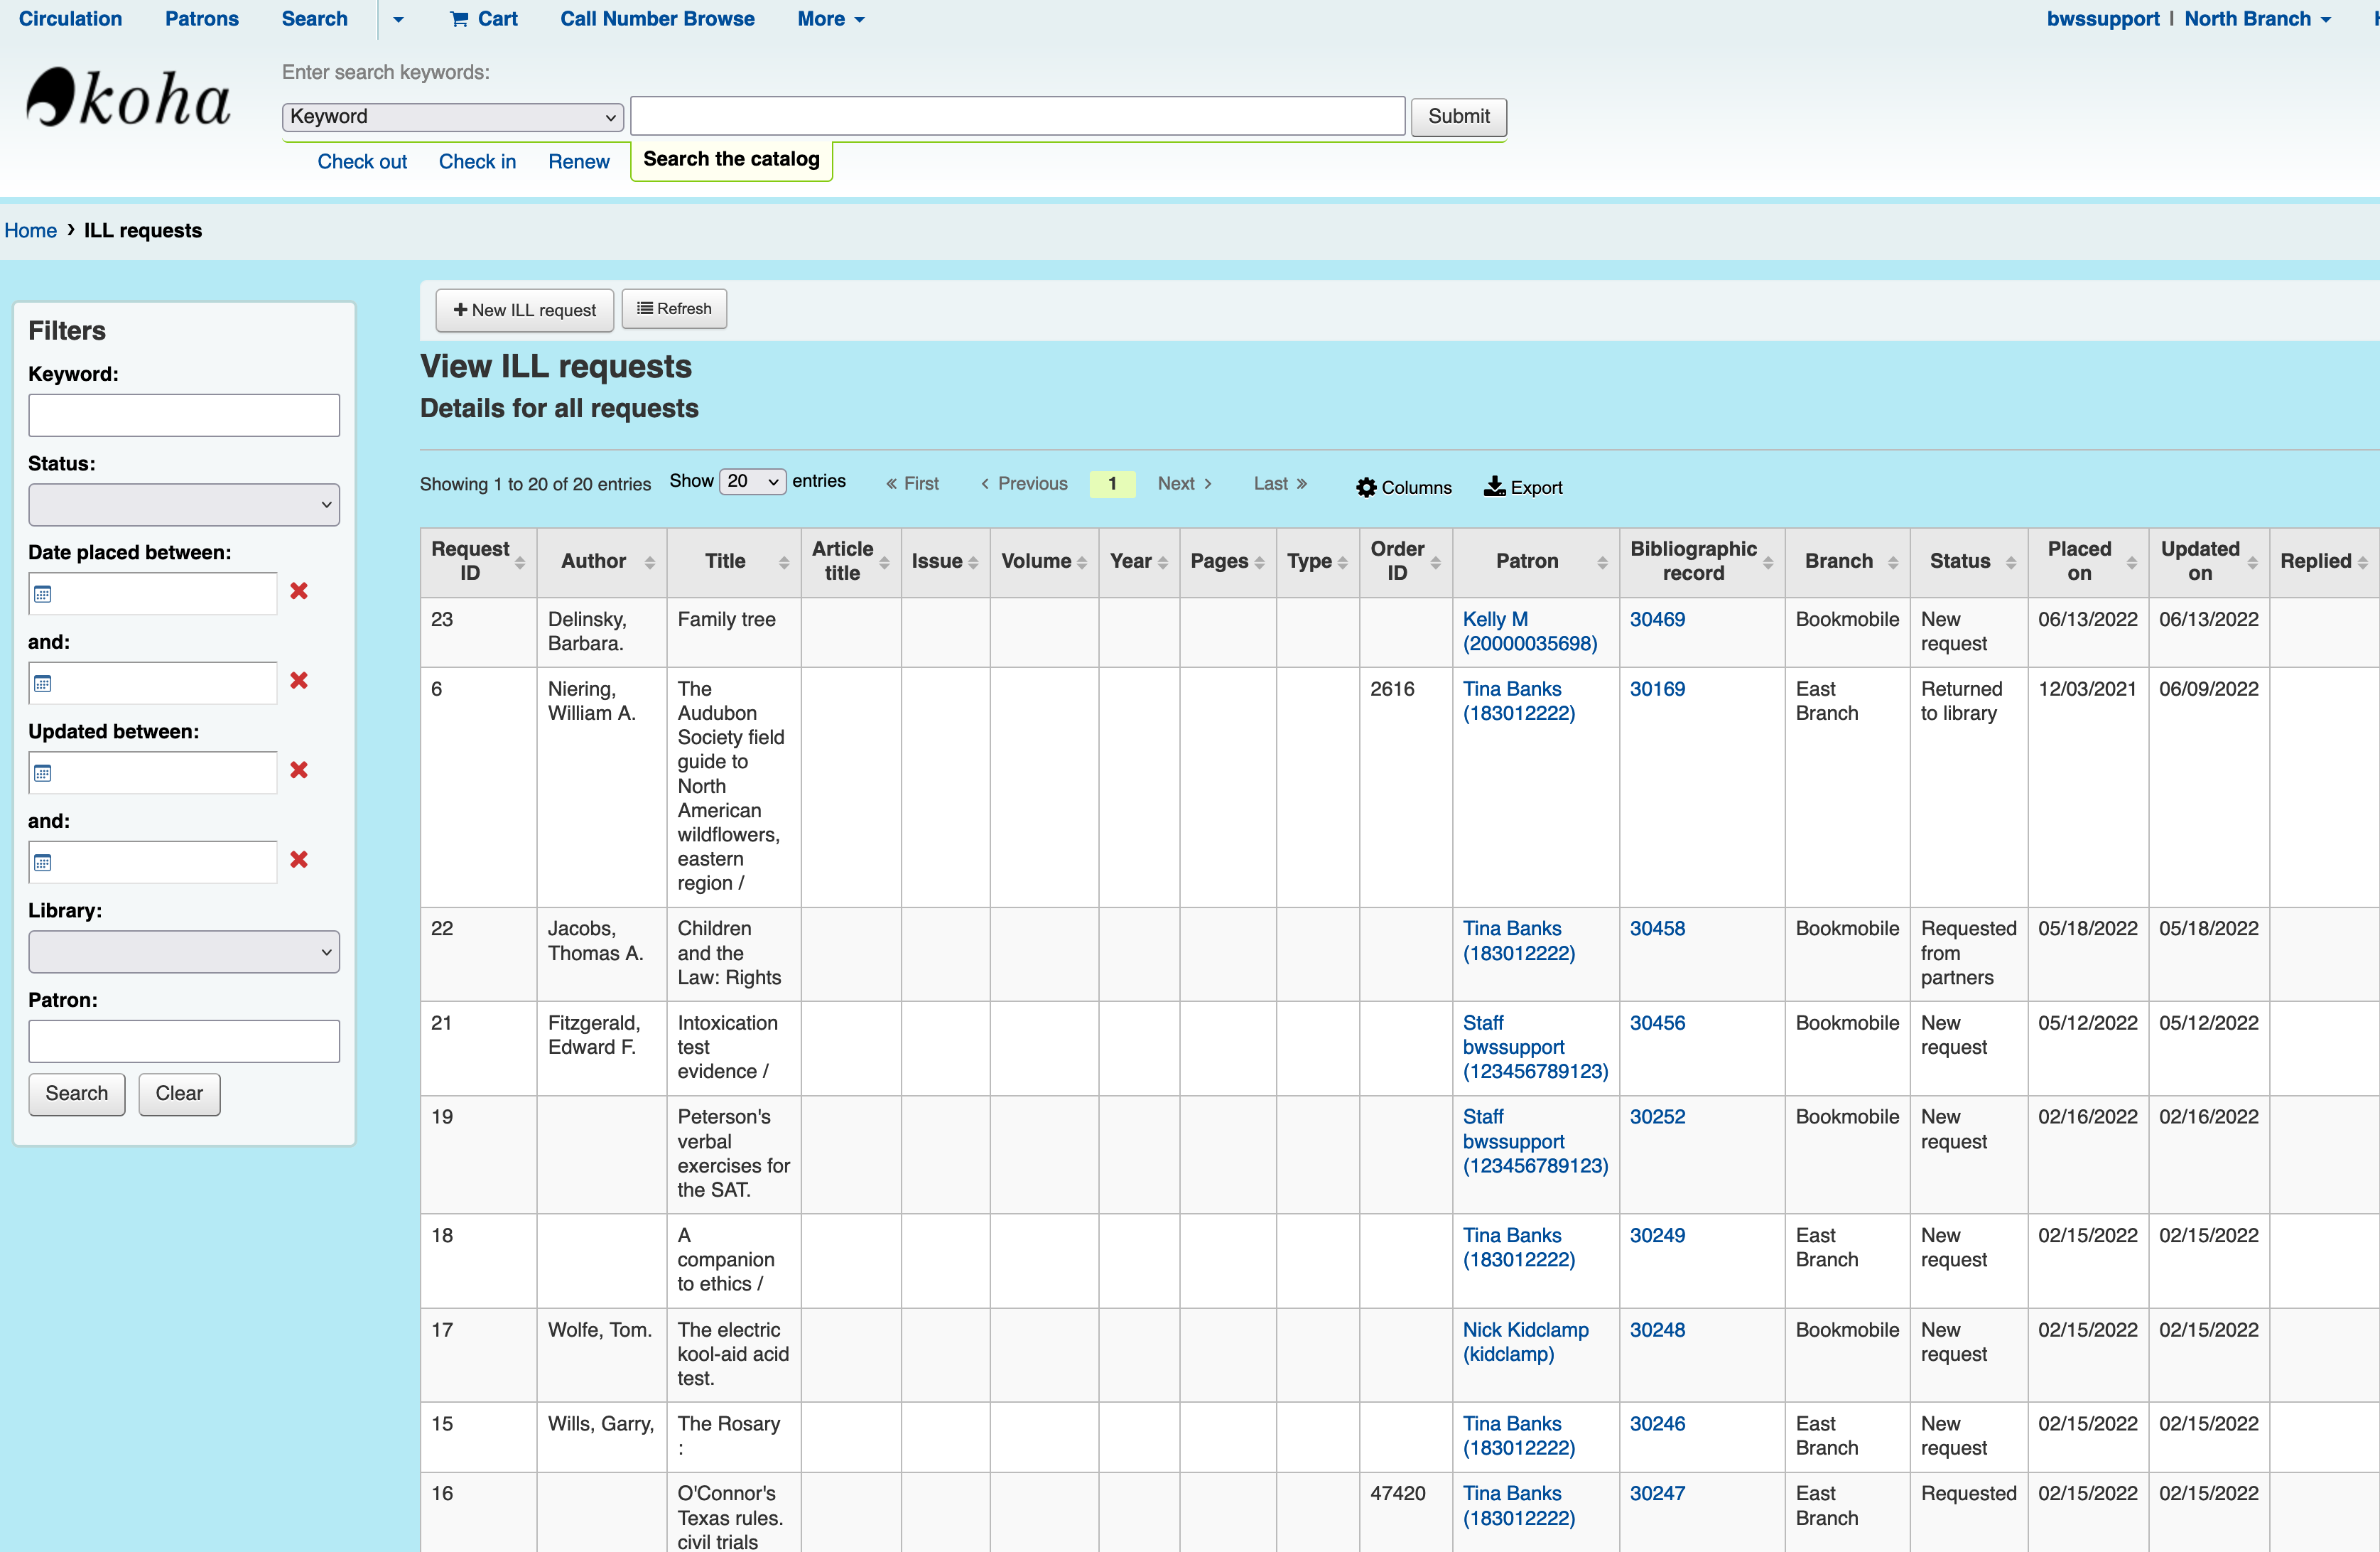 Circulation Patrons Search Cart Call Number Browse More bwssupport | North Branch
koha
Enter search keywords:
Keyword Submit
Check out Check in Renew Search the catalog
Home › ILL requests
Filters
Keyword:
Status:
Date placed between:
and:
Updated between:
and:
Library:
Patron:
Search Clear
+ New ILL request Refresh
View ILL requests
Details for all requests
Showing 1 to 20 of 20 entries Show 20 entries « First ‹ Previous 1 Next › Last » Columns Export
Request Article Order Bibliographic Placed Updated
ID Author Title title Issue Volume Year Pages Type ID Patron record Branch Status on on Replied
23 Delinsky, Family tree Kelly M 30469 Bookmobile New 06/13/2022 06/13/2022
Barbara. (20000035698) request
6 Niering, The 2616 Tina Banks 30169 East Returned 12/03/2021 06/09/2022
William A. Audubon (183012222) Branch to library
Society field
guide to
North
American
wildflowers,
eastern
region /
22 Jacobs, Children Tina Banks 30458 Bookmobile Requested 05/18/2022 05/18/2022
Thomas A. and the (183012222) from
Law: Rights partners
21 Fitzgerald, Intoxication Staff 30456 Bookmobile New 05/12/2022 05/12/2022
Edward F. test bwssupport request
evidence / (123456789123)
19 Peterson's Staff 30252 Bookmobile New 02/16/2022 02/16/2022
verbal bwssupport request
exercises for (123456789123)
the SAT.
18 A Tina Banks 30249 East New 02/15/2022 02/15/2022
companion (183012222) Branch request
to ethics /
17 Wolfe, Tom. The electric Nick Kidclamp 30248 Bookmobile New 02/15/2022 02/15/2022
kool-aid acid (kidclamp) request
test.
15 Wills, Garry, The Rosary Tina Banks 30246 East New 02/15/2022 02/15/2022
: (183012222) Branch request
16 O'Connor's 47420 Tina Banks 30247 East Requested 02/15/2022 02/15/2022
Texas rules. (183012222) Branch
civil trials